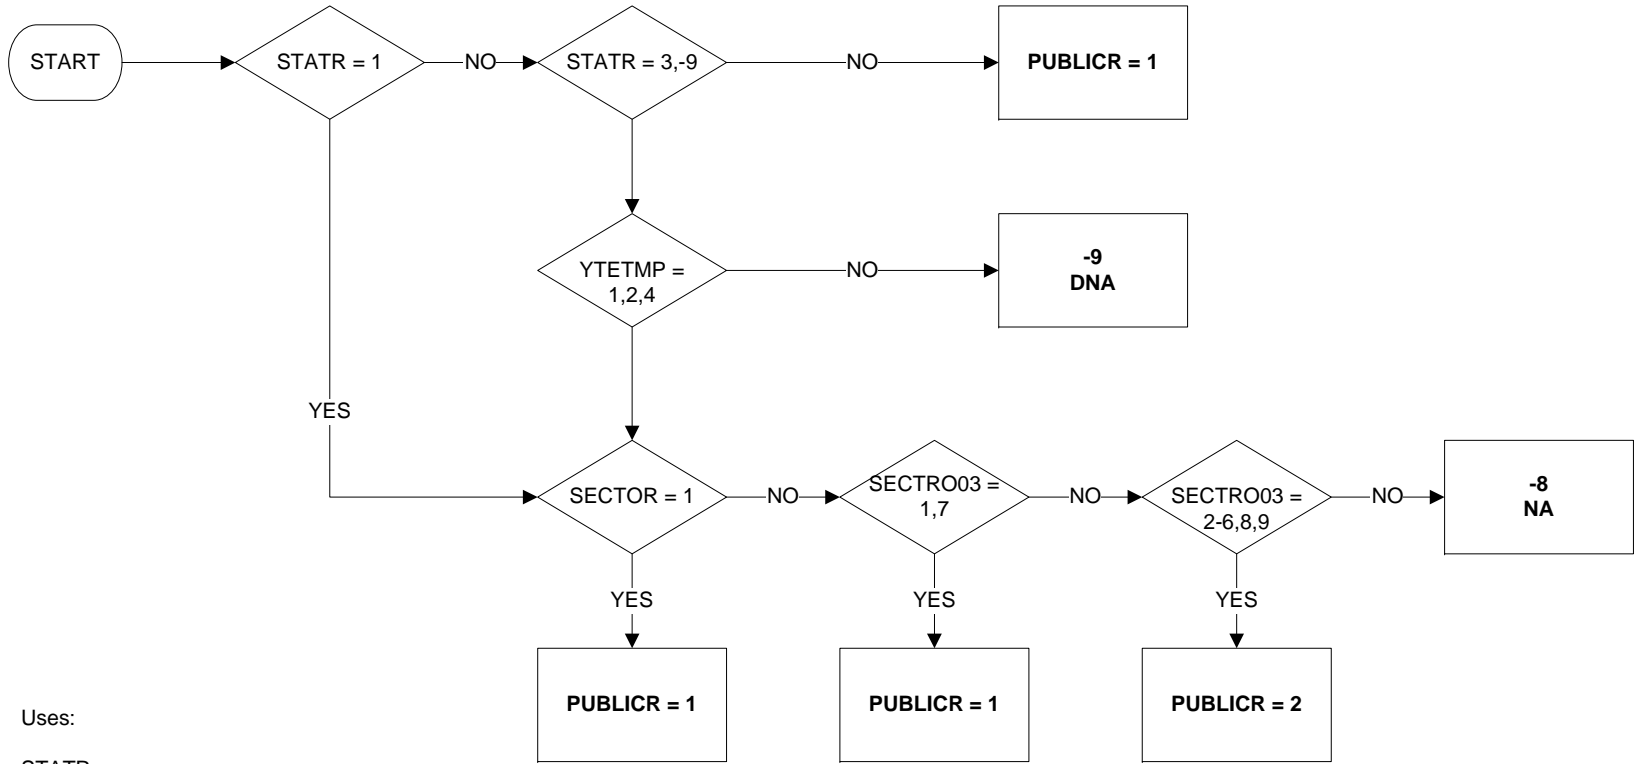 START
STATR = 1
NO
STATR = 3,-9
NO
PUBLICR = 1
YTETMP =
1,2,4
NO
-9
DNA
YES
SECTOR = 1
NO
SECTRO03 =
1,7
NO
SECTRO03 =
2-6,8,9
NO
-8
NA
YES
YES
YES
PUBLICR = 1
PUBLICR = 1
PUBLICR = 2
Uses: